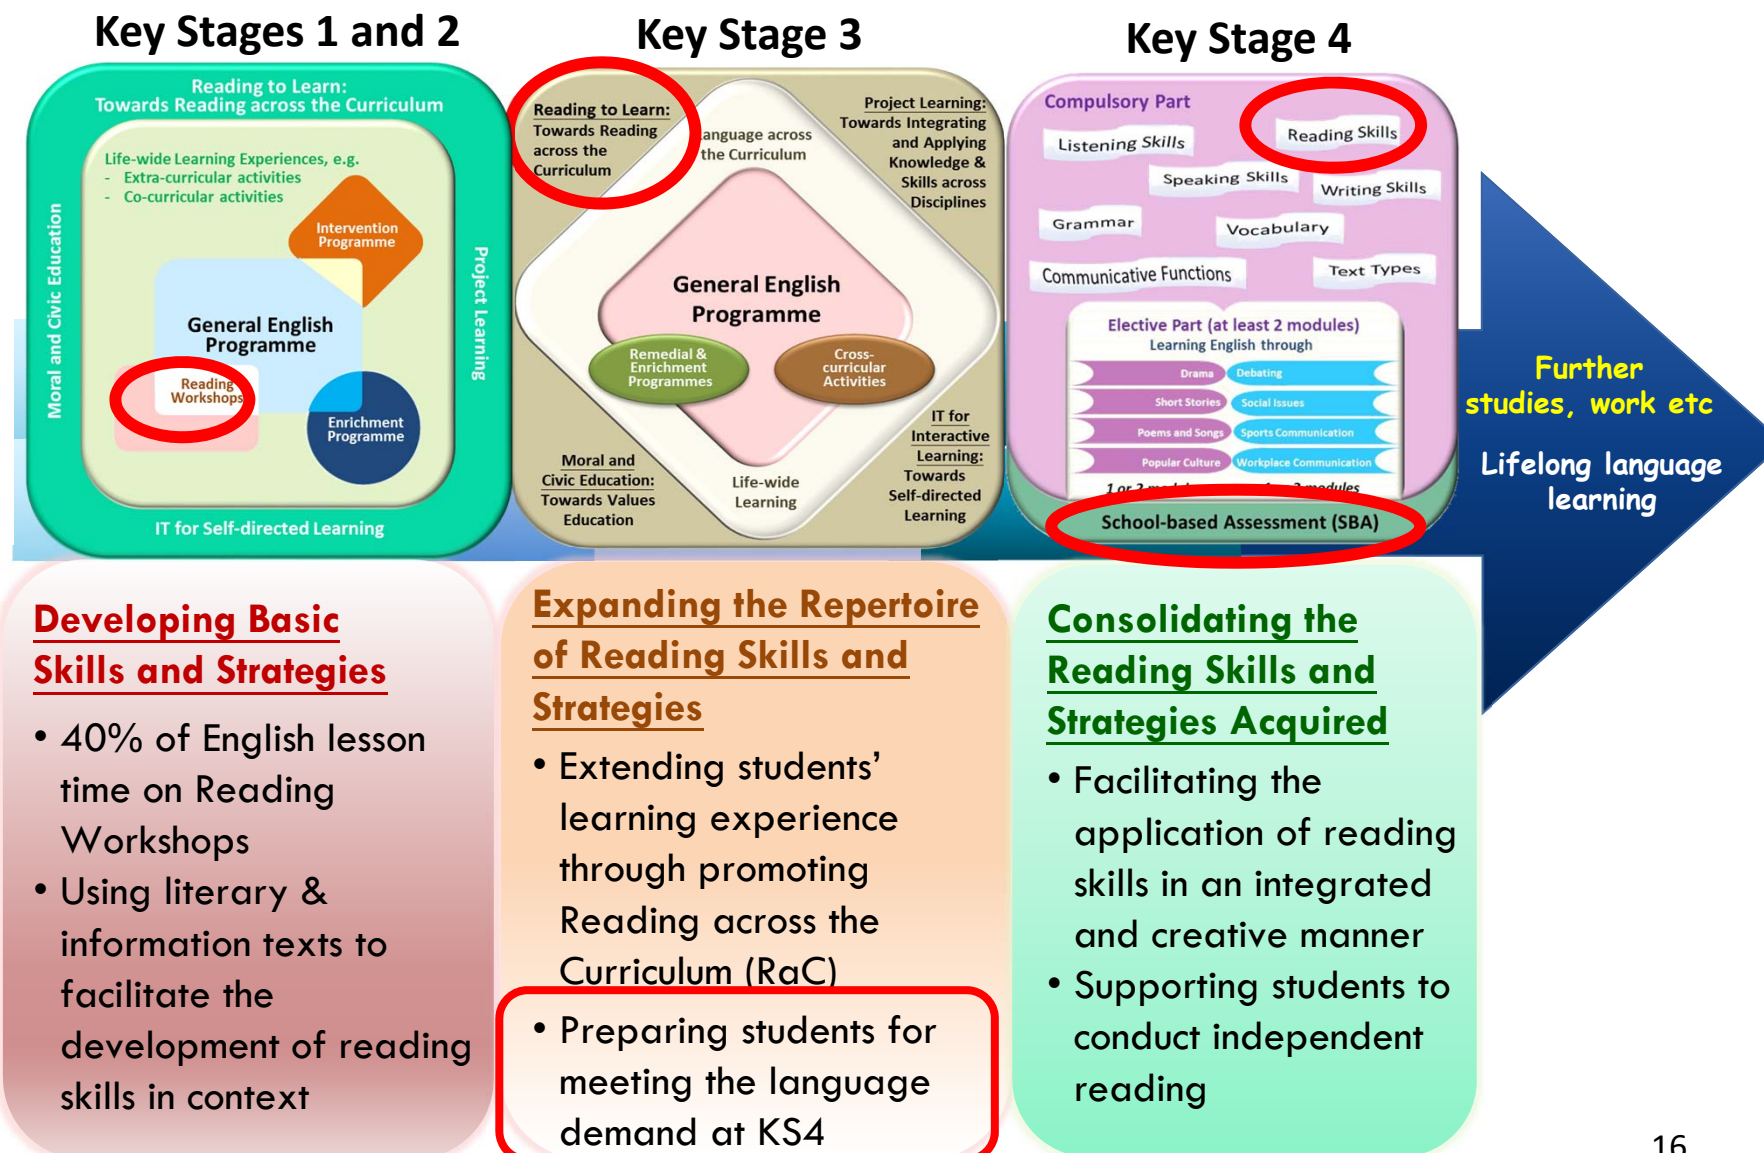 Key Stages 1 and 2
Reading to Learn:
Towards Reading across the Curriculum
Life-wide Learning Experiences, e.g.
- Extra-curricular activities
- Co-curricular activities
Moral and Civic Education
Project Learning
Intervention
Programme
General English
Programme
Reading
Workshops
Enrichment
Programme
IT for Self-directed Learning
Key Stage 3
Reading to Learn:
Towards Reading
across the
Curriculum
Language across
the Curriculum
Project Learning:
Towards Integrating
and Applying
Knowledge &
Skills across
Disciplines
General English
Programme
Remedial &
Enrichment
Programmes
Cross-
curricular
Activities
Moral and
Civic Education:
Towards Values
Education
Life-wide
Learning
IT for
Interactive
Learning:
Towards
Self-directed
Learning
Key Stage 4
Compulsory Part
Listening Skills
Reading Skills
Speaking Skills
Writing Skills
Grammar
Vocabulary
Communicative Functions
Text Types
Elective Part (at least 2 modules)
Learning English through
Drama Debating
Short Stories Social Issues
Poems and Songs Sports Communication
Popular Culture Workplace Communication
1 or 2 modules
modules
School-based Assessment (SBA)
Further
studies, work etc
Lifelong language
learning
Developing Basic
Skills and Strategies
• 40% of English lesson
time on Reading
Workshops
• Using literary &
information texts to
facilitate the
development of reading
skills in context
Expanding the Repertoire
of Reading Skills and
Strategies
• Extending students’
learning experience
through promoting
Reading across the
Curriculum (RaC)
• Preparing students for
meeting the language
demand at KS4
Consolidating the
Reading Skills and
Strategies Acquired
• Facilitating the
application of reading
skills in an integrated
and creative manner
• Supporting students to
conduct independent
reading
16